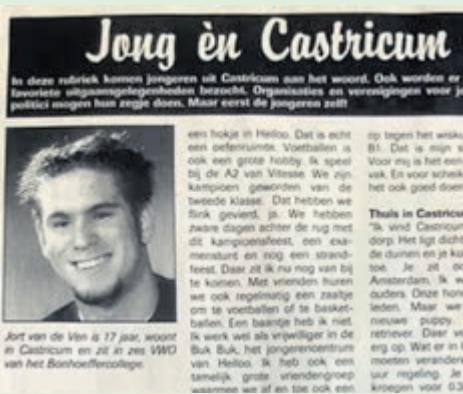 Jong èn Castricum
In deze rubriek komen jongeren uit Castricum aan het woord. Ook worden er
favoriete uitgaansgelegenheden bezocht. Organisaties en verenigingen voor
politici mogen hun zegje doen. Maar eerst de jongeren zelf!
Jort van de Ven is 17 jaar, woont
in Castricum en zit in zes VWO
van het Bonhoeffercollege.
een hokje in Heiloo. Dat is echt
een oefenruimte. Voetballen is
ook een grote hobby. Ik speel
bij de A2 van Vitesse. We zijn
kampioen geworden van de
tweede klasse. Dat hebben we
flink gevierd, ja. We hebben
zware dagen achter de rug met
dit kampioensfeest, een exa-
menstunt en nog een strand-
feest. Daar zit ik nu nog van bij
te komen. Met vrienden huren
we ook regelmatig een zaaltje
om te voetballen of te basket-
ballen. Een baantje heb ik niet.
Ik werk wel als vrijwilliger in de
Buk Buk, het jongerencentrum
van Heiloo. Ik heb ook een
tamelijk grote vriendengroep
waarmee we af en toe ook een
op tegen het
B1. Dat is mijn
Voor mij is het een
vak. En voor
het ook goed
Thuis in
"Ik vind Castricum
dorp. Het ligt
de duinen en je
toe. Je zit
Amsterdam. Ik
ouders. Onze
leden. Maar we
nieuwe puppy
retriever. Daar
erg op. Wat er in
moeten
uur regeling. Je
kroegen voor